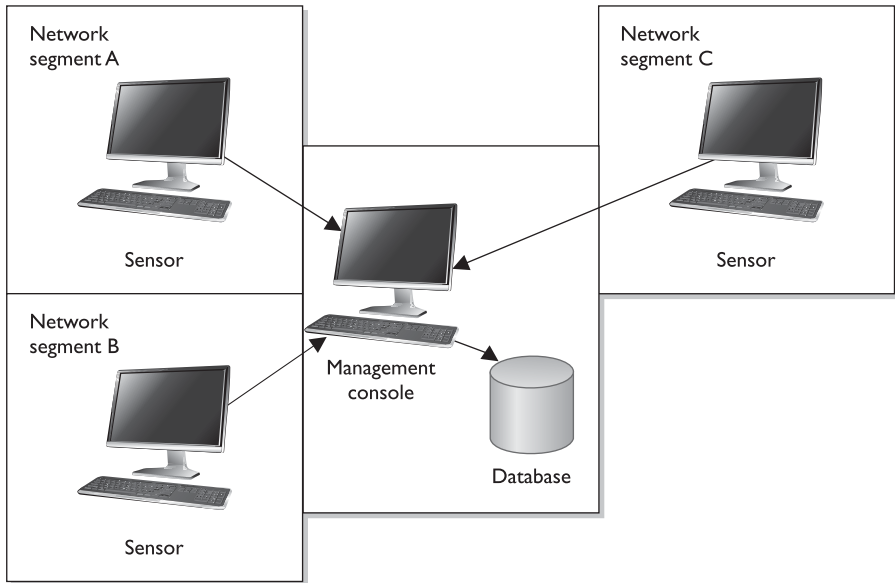 Network
segment A
Sensor
Network
segment B
Sensor
Management
console
Database
Network
segment C
Sensor